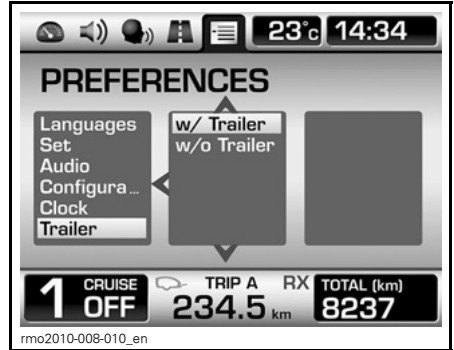 23°c 14:34
PREFERENCES
Languages
Set
Audio
Configura...
Clock
Trailer
w/ Trailer
w/o Trailer
1 CRUISE OFF
TRIP A RX
234.5 km
TOTAL (km)
8237
rmo2010-008-010_en